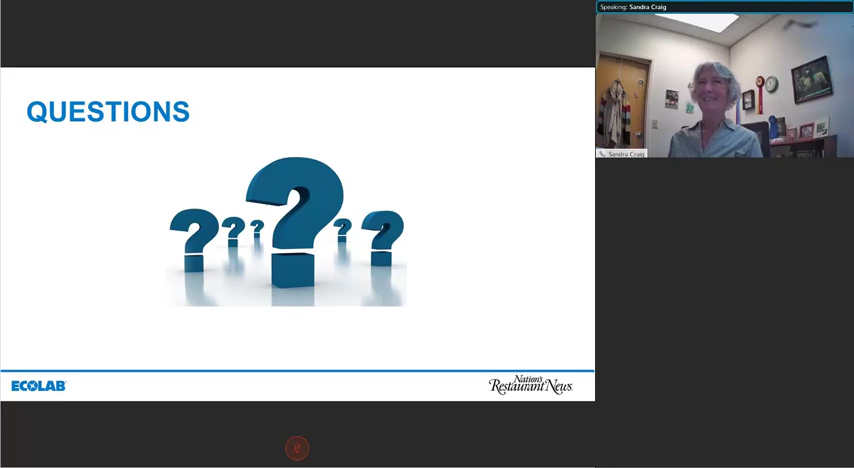 Speaking: Sandra Craig
QUESTIONS
Sandra Craig
ECOLAB
Nation's
Restaurant News